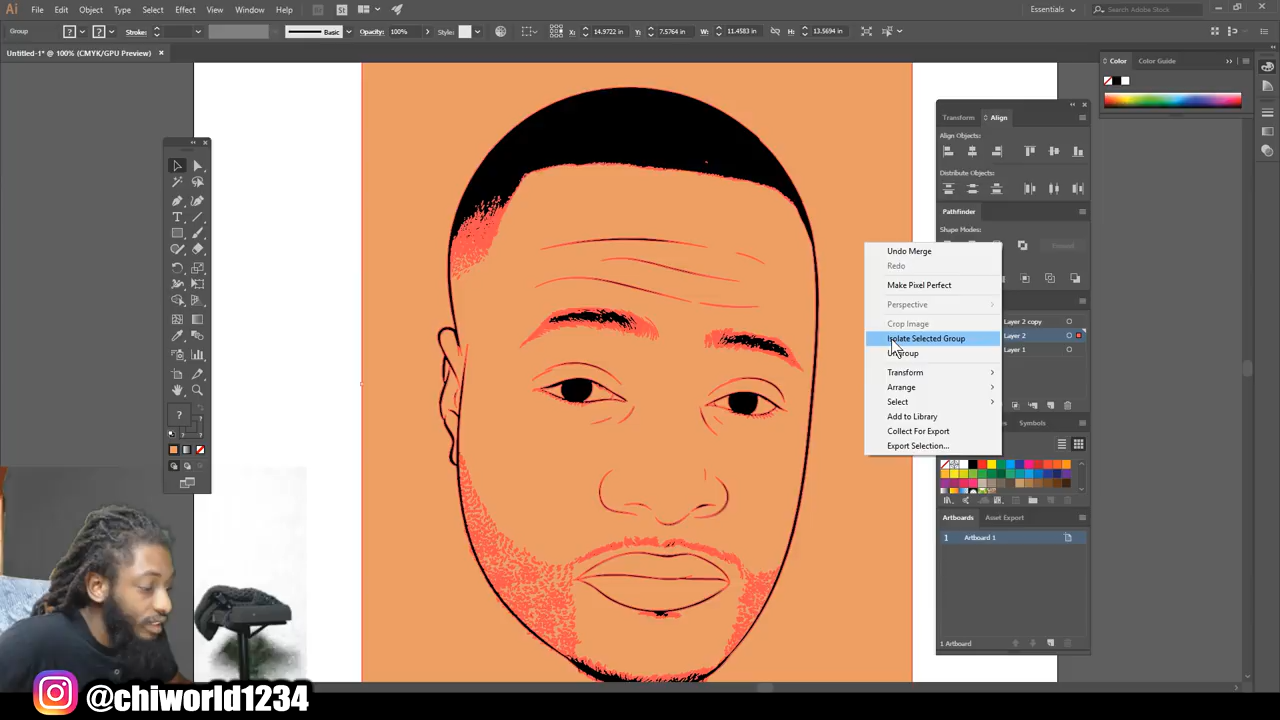 Ai File Edit Object Type Select Effect View Window Help Br St Essentials Search Adobe Stock
Group ? ? Stroke: Basic Opacity: 100% Style: X: 14.9722 in Y: 7.5764 in W: 11.4583 in H: 13.5694 in
Untitled-1* @ 100% (CMYK/GPU Preview) ×
Color Color Guide
Transform Align
Align Objects:
Distribute Objects:
Pathfinder
Shape Modes:
Undo Merge
Redo
Make Pixel Perfect
Perspective
Crop Image
Isolate Selected Group
Ungroup
Transform
Arrange
Select
Add to Library
Collect For Export
Export Selection...
Layer 2 copy
Layer 2
Layer 1
Symbols
Artboards Asset Export
1 Artboard 1
1 Artboard
@chiworld1234